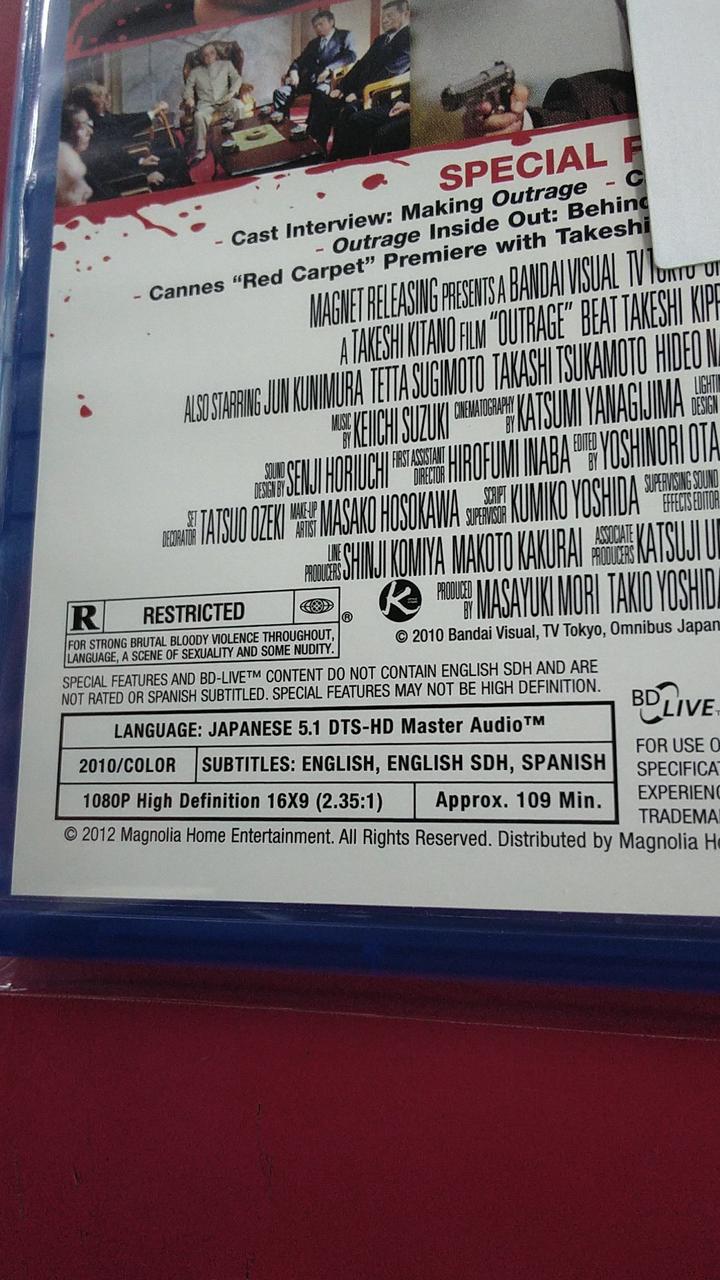 SPECIAL F
- Cast Interview: Making Outrage - C
- Outrage Inside Out: Behind
- Cannes “Red Carpet” Premiere with Takeshi
MAGNET RELEASING PRESENTS A BANDAI VISUAL TV TOKYO
A TAKESHI KITANO FILM “OUTRAGE” BEAT TAKESHI KIPP
ALSO STARRING JUN KUNIMURA TETTA SUGIMOTO TAKASHI TSUKAMOTO HIDEO NA
MUSIC BY KEIICHI SUZUKI CINEMATOGRAPHY BY KATSUMI YANAGIJIMA LIGHTI DESIGN
SOUND DESIGN BY SENJI HORIUCHI FIRST ASSISTANT DIRECTOR HIROFUMI INABA EDITED BY YOSHINORI OTA
SET DECORATOR TATSUO OZEKI MAKE-UP ARTIST MASAKO HOSOKAWA SCRIPT SUPERVISOR KUMIKO YOSHIDA SUPERVISING SOUND EFFECTS EDITOR
LINE PRODUCERS SHINJI KOMIYA MAKOTO KAKURAI ASSOCIATE PRODUCERS KATSUJI U
K PRODUCED BY MASAYUKI MORI TAKIO YOSHIDA
© 2010 Bandai Visual, TV Tokyo, Omnibus Japan
R RESTRICTED ®
FOR STRONG BRUTAL BLOODY VIOLENCE THROUGHOUT,
LANGUAGE, A SCENE OF SEXUALITY AND SOME NUDITY.
SPECIAL FEATURES AND BD-LIVE™ CONTENT DO NOT CONTAIN ENGLISH SDH AND ARE
NOT RATED OR SPANISH SUBTITLED. SPECIAL FEATURES MAY NOT BE HIGH DEFINITION.
LANGUAGE: JAPANESE 5.1 DTS-HD Master Audio™
2010/COLOR SUBTITLES: ENGLISH, ENGLISH SDH, SPANISH
1080P High Definition 16X9 (2.35:1) Approx. 109 Min.
BD LIVE
FOR USE O
SPECIFICAT
EXPERIENC
TRADEMA
© 2012 Magnolia Home Entertainment. All Rights Reserved. Distributed by Magnolia Ho